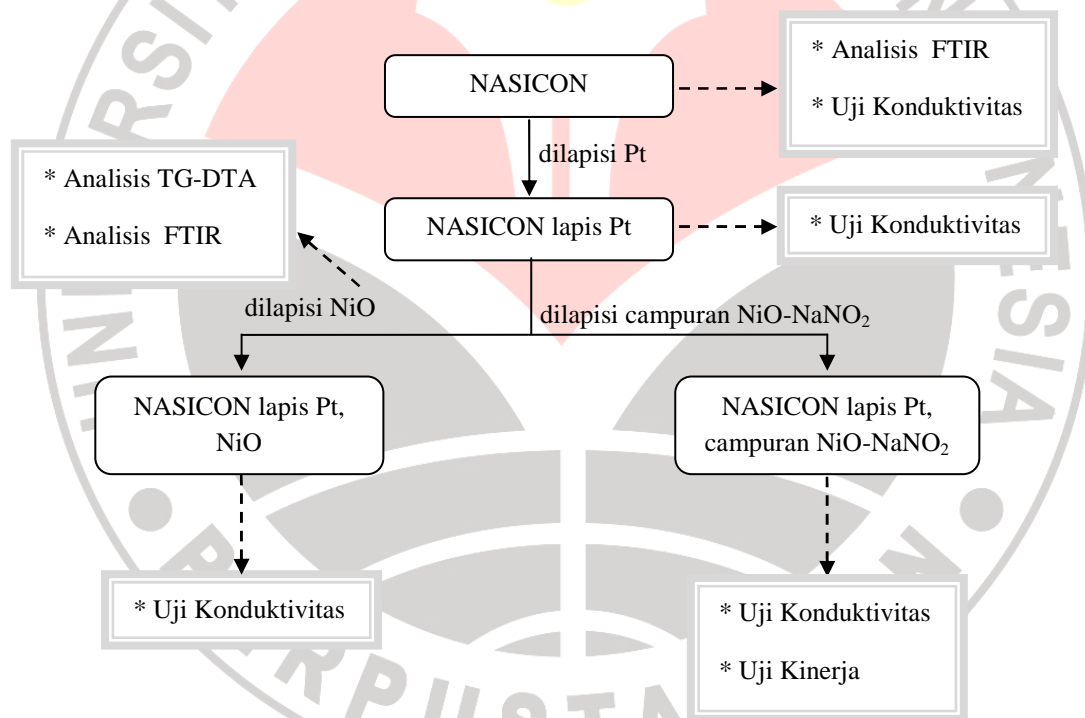 NASICON
* Analisis FTIR
* Uji Konduktivitas
dilapisi Pt
* Analisis TG-DTA
* Analisis FTIR
NASICON lapis Pt
* Uji Konduktivitas
dilapisi NiO
dilapisi campuran NiO-NaNO₂
NASICON lapis Pt,
NiO
NASICON lapis Pt,
campuran NiO-NaNO₂
* Uji Konduktivitas
* Uji Konduktivitas
* Uji Kinerja